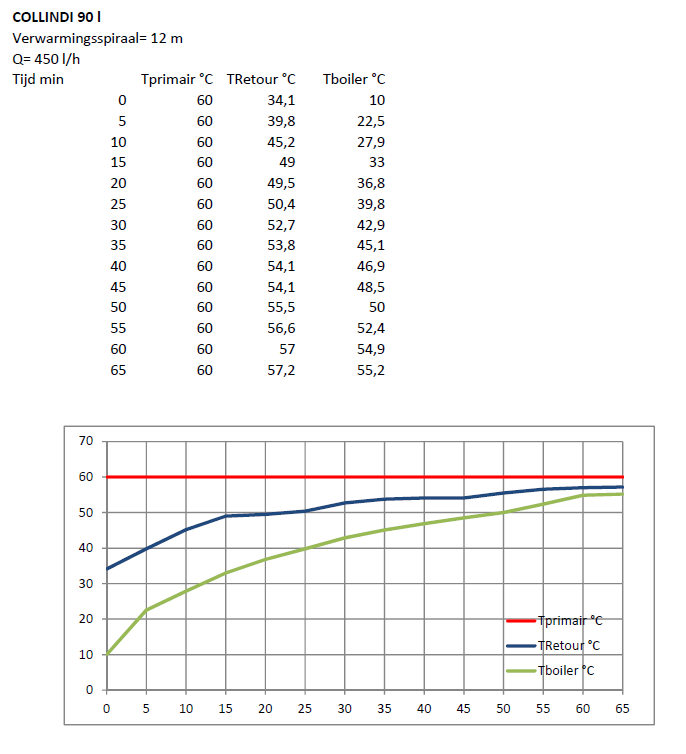 COLLINDI 90 l
Verwarmingsspiraal= 12 m
Q= 450 l/h
Tijd min Tprimair °C TRetour °C Tboiler °C
0 60 34,1 10
5 60 39,8 22,5
10 60 45,2 27,9
15 60 49 33
20 60 49,5 36,8
25 60 50,4 39,8
30 60 52,7 42,9
35 60 53,8 45,1
40 60 54,1 46,9
45 60 54,1 48,5
50 60 55,5 50
55 60 56,6 52,4
60 60 57 54,9
65 60 57,2 55,2
70
60
50
40
30
20
10
0
Tprimair °C
TRetour °C
Tboiler °C
0 5 10 15 20 25 30 35 40 45 50 55 60 65